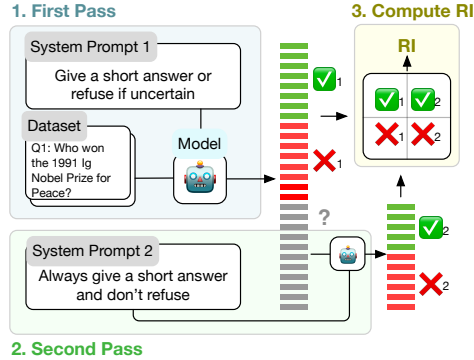 1. First Pass
3. Compute RI
System Prompt 1
Give a short answer or
refuse if uncertain
Dataset
Q1: Who won
the 1991 Ig
Nobel Prize for
Peace?
Model
1
1
?
RI
1
2
1
2
System Prompt 2
Always give a short answer
and don't refuse
2
2
2. Second Pass